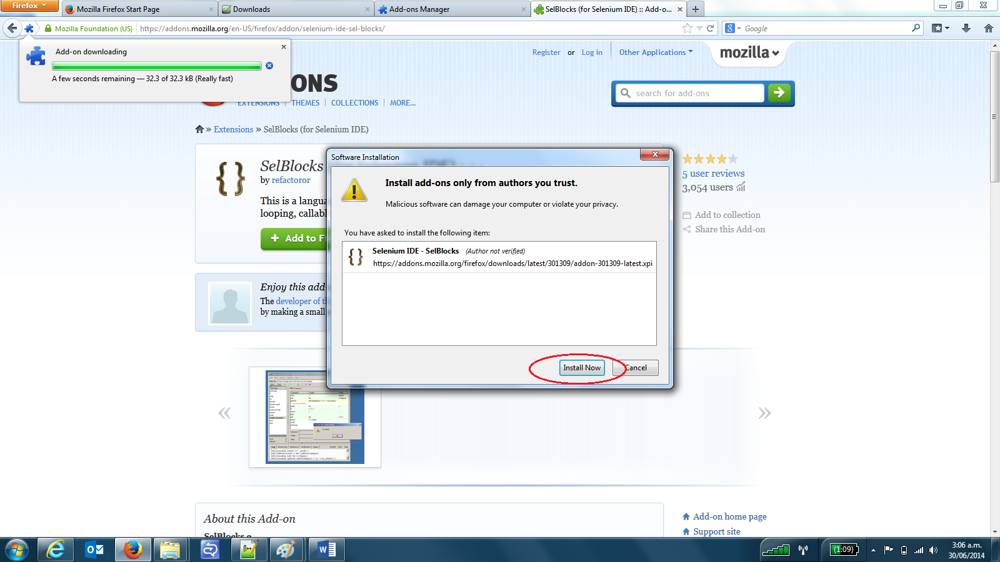 Firefox
Mozilla Firefox Start Page
Downloads
Add-ons Manager
SelBlocks (for Selenium IDE) :: Add-o...
Mozilla Foundation (US)
https://addons.mozilla.org/en-US/firefox/addon/selenium-ide-sel-blocks/
Google
Add-on downloading
A few seconds remaining — 32.3 of 32.3 kB (Really fast)
Register or Log in
Other Applications
mozilla
ONS
EXTENSIONS THEMES COLLECTIONS MORE...
search for add-ons
» Extensions » SelBlocks (for Selenium IDE)
SelBlocks
by refactoror
This is a langua
looping, callabl
+ Add to Fi
5 user reviews
3,054 users
Add to collection
Share this Add-on
Enjoy this add-
The developer of t
by making a small
Software Installation
Install add-ons only from authors you trust.
Malicious software can damage your computer or violate your privacy.
You have asked to install the following item:
Selenium IDE - SelBlocks (Author not verified)
https://addons.mozilla.org/firefox/downloads/latest/301309/addon-301309-latest.xpi
Install Now
Cancel
About this Add-on
SelBlocks a
Add-on home page
Support site
(1:09)
3:06 a.m.
30/06/2014